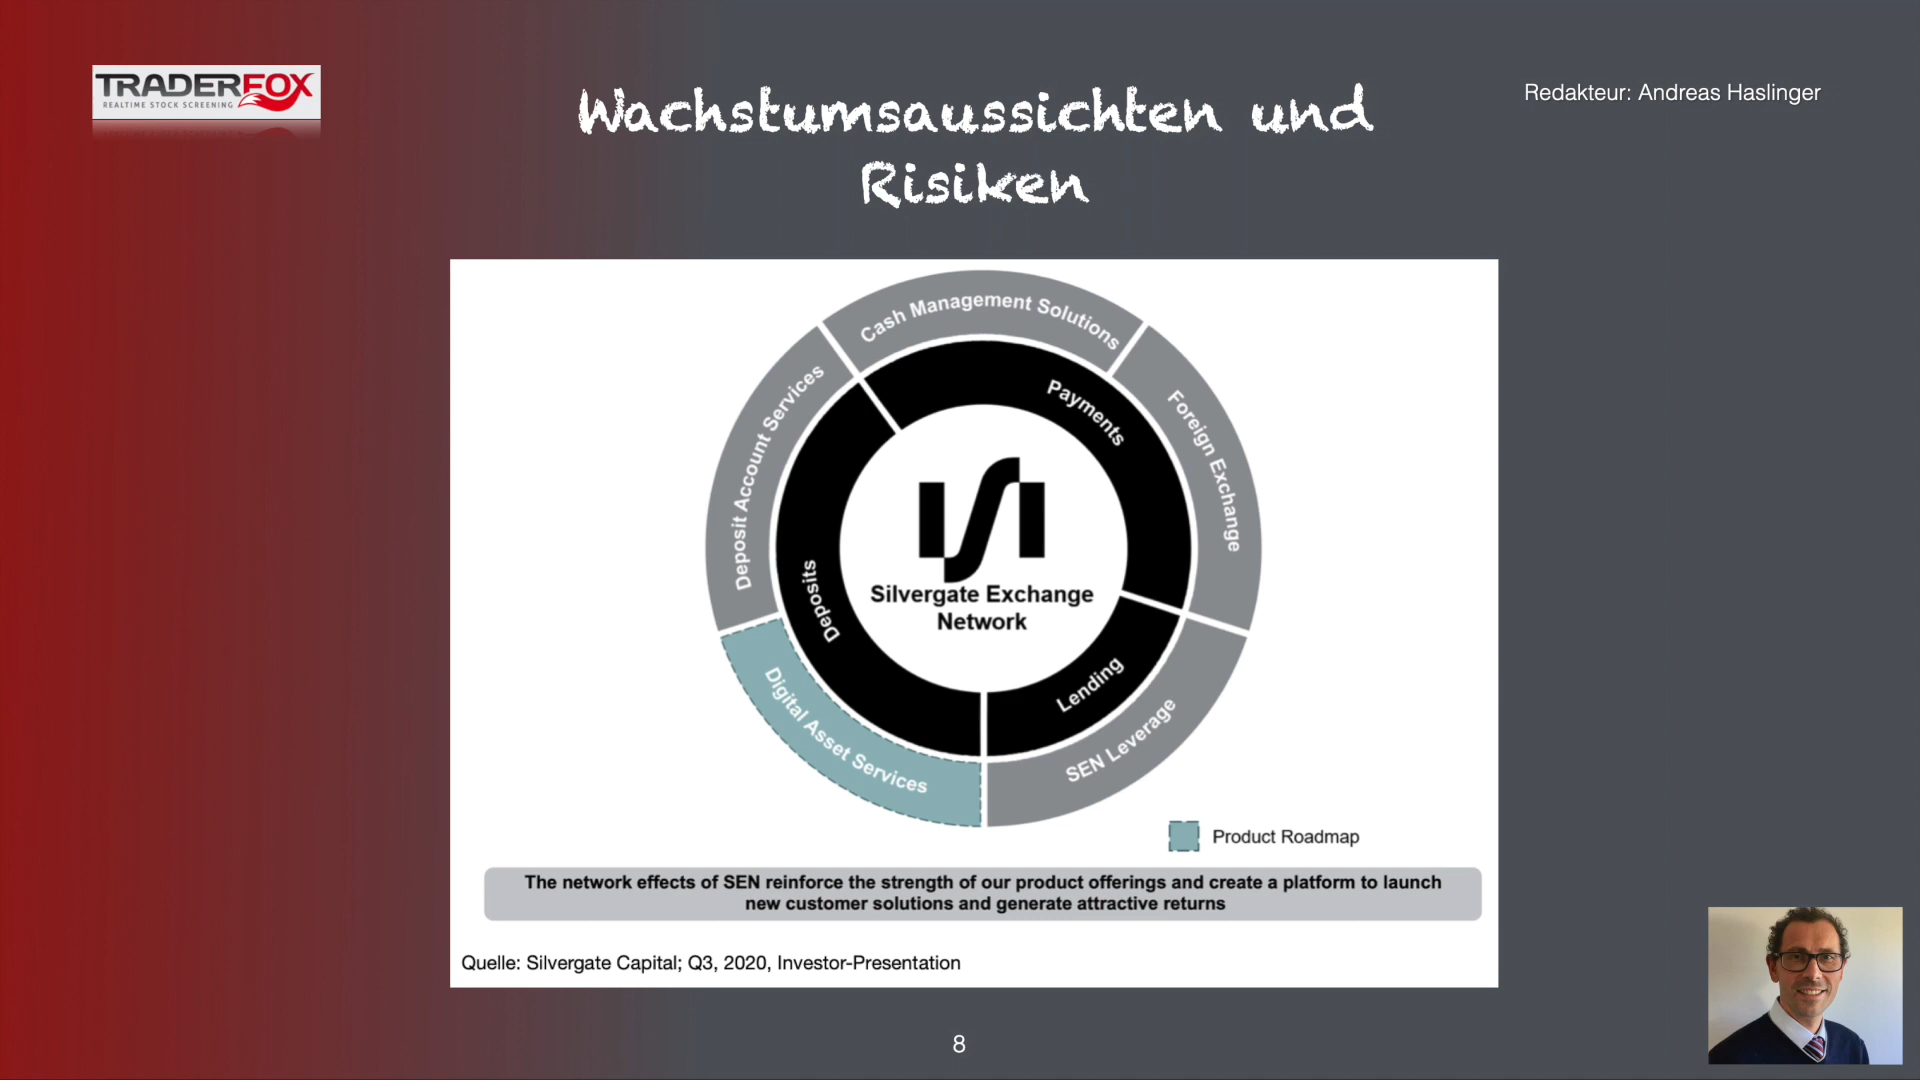 TRADERFOX
REALTIME STOCK SCREENING
Wachstumsaussichten und
Risiken
Redakteur: Andreas Haslinger
Cash Management Solutions
Payments
Foreign Exchange
Deposit Account Services
Deposits
Silvergate Exchange
Network
Lending
SEN Leverage
Digital Asset Services
Product Roadmap
The network effects of SEN reinforce the strength of our product offerings and create a platform to launch
new customer solutions and generate attractive returns
Quelle: Silvergate Capital; Q3, 2020, Investor-Presentation
8